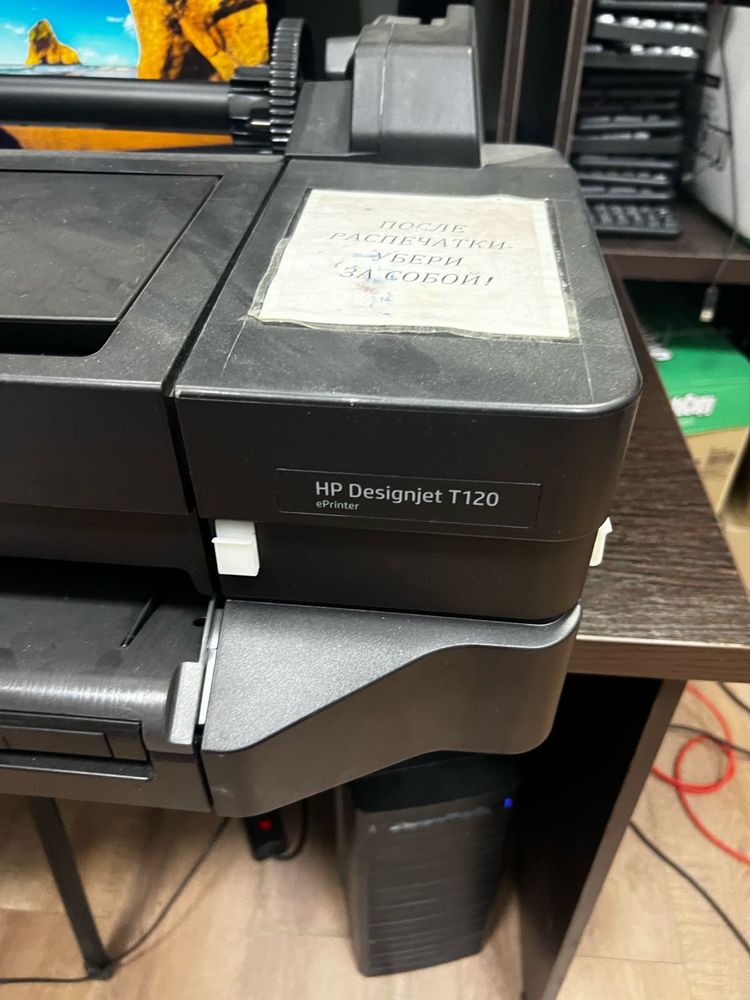 ПОСЛЕ
РАСПЕЧАТКИ-
УБЕРИ
ЗА СОБОЙ!
HP Designjet T120
ePrinter